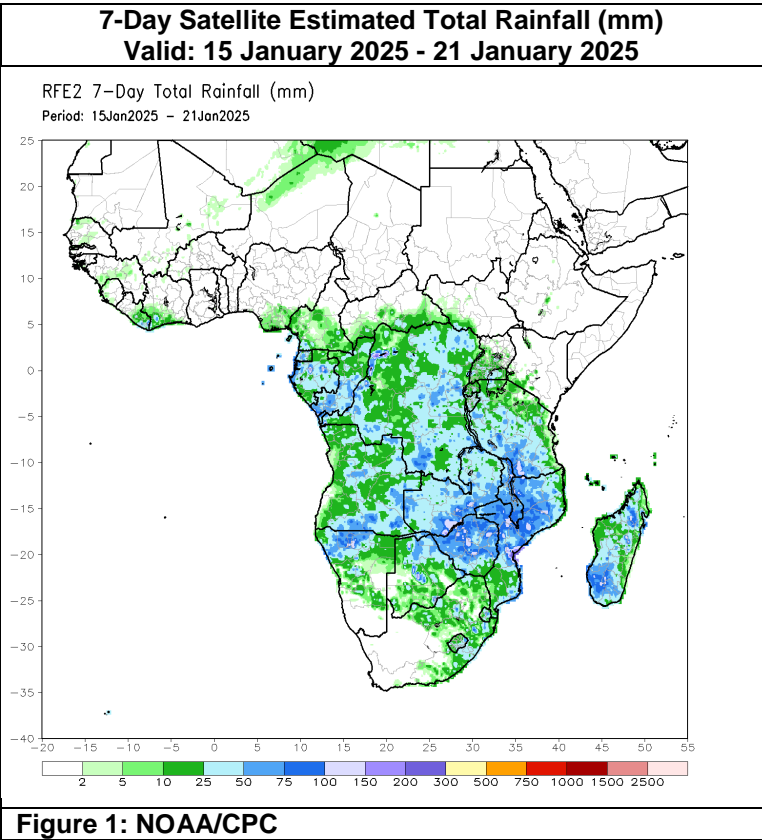 7-Day Satellite Estimated Total Rainfall (mm)
Valid: 15 January 2025 - 21 January 2025
RFE2 7-Day Total Rainfall (mm)
Period: 15Jan2025 – 21Jan2025
25
20
15
10
5
0
−5
−10
−15
−20
−25
−30
−35
−40
−20 −15 −10 −5 0 5 10 15 20 25 30 35 40 45 50 55
2 5 10 25 50 75 100 150 200 300 500 750 1000 1500 2500
Figure 1: NOAA/CPC